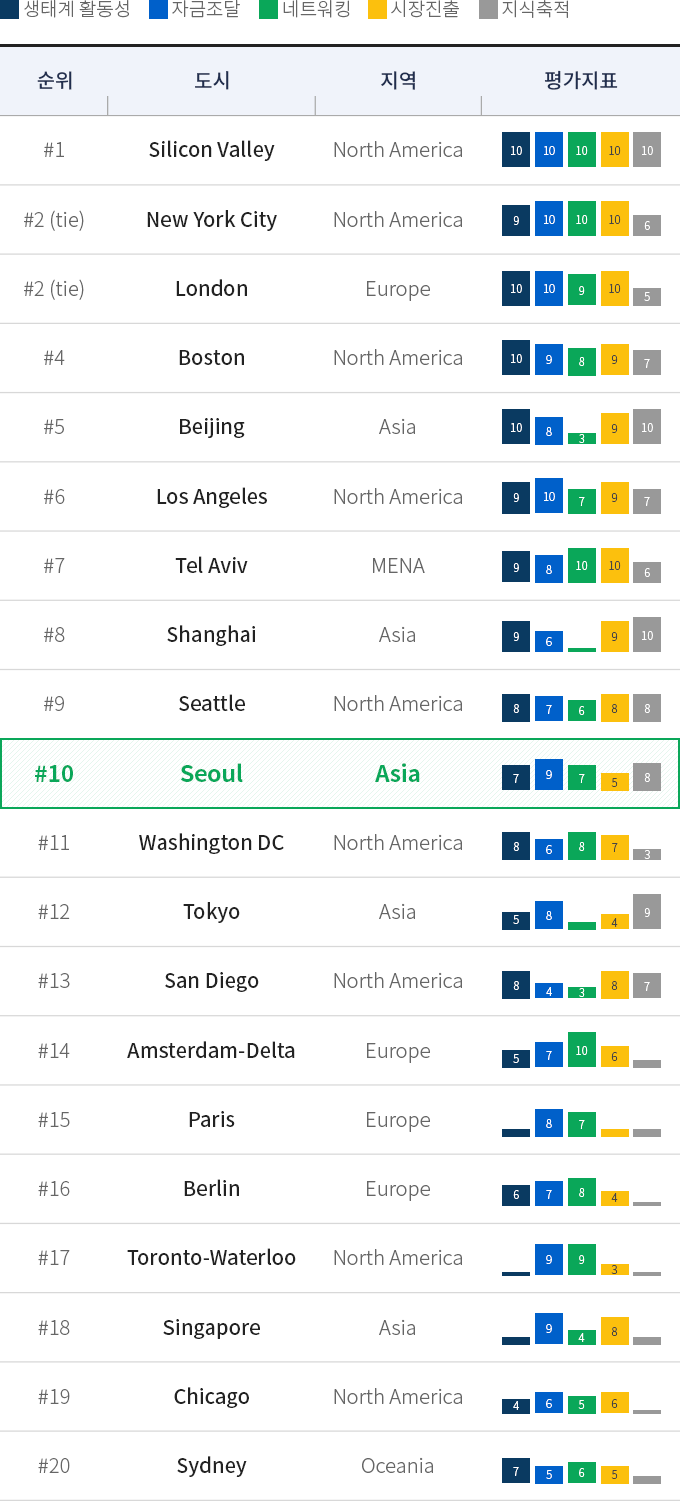 생태계 활동성 자금조달 네트워킹 시장진출 지식축적
순위 도시 지역 평가지표
#1 Silicon Valley North America 10 10 10 10 10
#2 (tie) New York City North America 9 10 10 10 6
#2 (tie) London Europe 10 10 9 10 5
#4 Boston North America 10 9 8 9 7
#5 Beijing Asia 10 8 3 9 10
#6 Los Angeles North America 9 10 7 9 7
#7 Tel Aviv MENA 9 8 10 10 6
#8 Shanghai Asia 9 6 9 10
#9 Seattle North America 8 7 6 8 8
#10 Seoul Asia 7 9 7 5 8
#11 Washington DC North America 8 6 8 7 3
#12 Tokyo Asia 5 8 4 9
#13 San Diego North America 8 4 3 8 7
#14 Amsterdam-Delta Europe 5 7 10 6
#15 Paris Europe 8 7
#16 Berlin Europe 6 7 8 4
#17 Toronto-Waterloo North America 9 9 3
#18 Singapore Asia 9 4 8
#19 Chicago North America 4 6 5 6
#20 Sydney Oceania 7 5 6 5